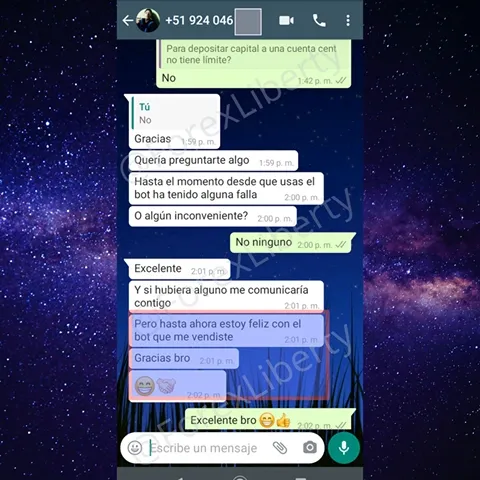 +51 924 046
Para depositar capital a una cuenta cent
no tiene límite?
No
1:42 p. m.
Tú
No
Gracias
1:59 p. m.
Quería preguntarte algo
1:59 p. m.
Hasta el momento desde que usas el
bot ha tenido alguna falla
2:00 p. m.
O algún inconveniente?
2:00 p. m.
No ninguno
2:00 p. m.
Excelente
2:01 p. m.
Y si hubiera alguno me comunicaría
contigo
2:01 p. m.
Pero hasta ahora estoy feliz con el
bot que me vendiste
2:01 p. m.
Gracias bro
2:01 p. m.
😁🤝
2:02 p. m.
Excelente bro 😁👍
2:02 p. m.
Escribe un mensaje
@ForexLiberty
@ForexLiberty
@ForexLiberty